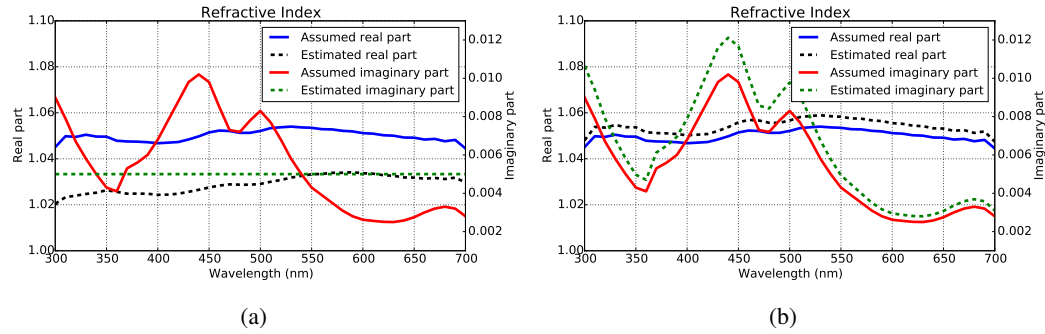 Refractive Index
1.10
1.08
1.06
1.04
1.02
1.00
Real part
0.012
0.010
0.008
0.006
0.005
0.004
0.002
Imaginary part
Assumed real part
Estimated real part
Assumed imaginary part
Estimated imaginary part
300 350 400 450 500 550 600 650 700
Wavelength (nm)
(a)
Refractive Index
1.10
1.08
1.06
1.04
1.02
1.00
Real part
0.012
0.010
0.008
0.006
0.005
0.004
0.002
Imaginary part
Assumed real part
Estimated real part
Assumed imaginary part
Estimated imaginary part
300 350 400 450 500 550 600 650 700
Wavelength (nm)
(b)